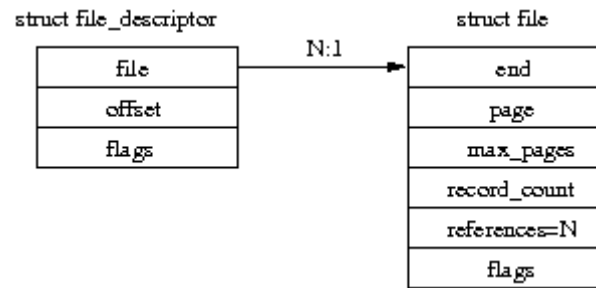 struct file_descriptor
file
offset
flags
N:1
struct file
end
page
max_pages
record_count
references=N
flags